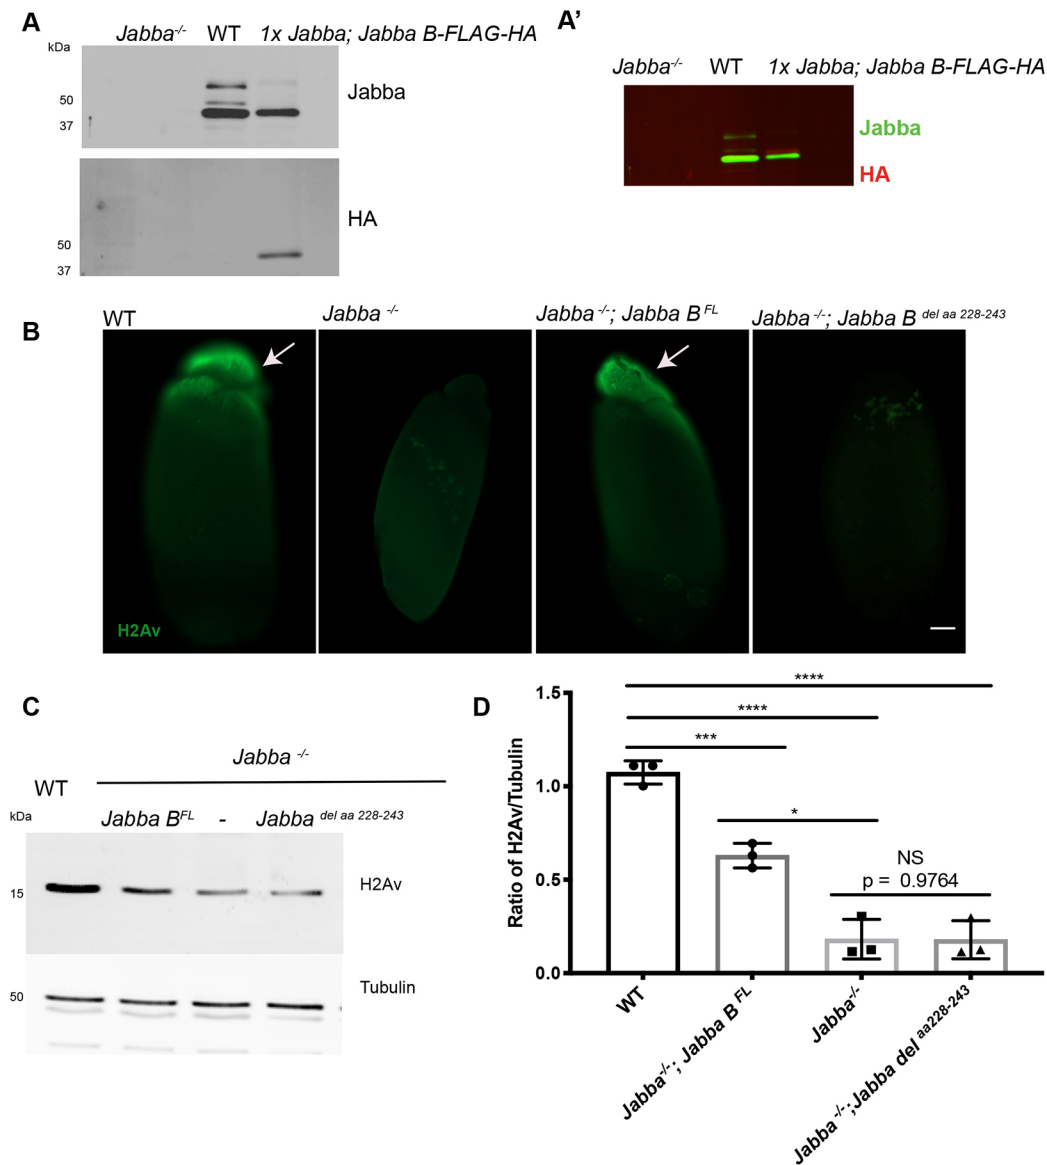 A
Jabba-/- WT 1x Jabba; Jabba B-FLAG-HA
kDa
50
37
Jabba
HA
50
37
A’
Jabba-/- WT 1x Jabba; Jabba B-FLAG-HA
Jabba
HA
B
WT
Jabba -/-
Jabba -/-; Jabba B FL
Jabba -/-; Jabba B del aa 228-243
H2Av
C
Jabba -/-
WT
kDa
Jabba BFL - Jabba del aa 228-243
15
H2Av
50
Tubulin
D
Ratio of H2Av/Tubulin
1.5
1.0
0.5
0.0
****
****
***
*
NS
p = 0.9764
WT
Jabba-/-; Jabba B FL
Jabba-/-
Jabba-/-;Jabba del aa228-243